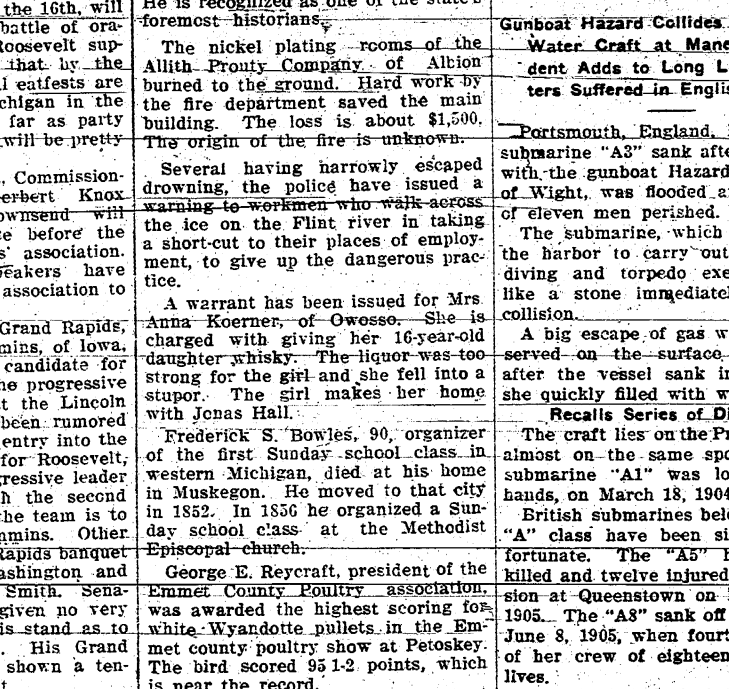 the 16th, will
battle of ora-
Roosevelt sup-
that by the
eatfests are
chigan in the
far as party
will be pretty
Commission-
erbert Knox
ownsend will
e before the
s' association.
peakers have
association to
Grand Rapids,
mins, of Iowa,
candidate for
he progressive
t the Lincoln
been rumored
entry into the
for Roosevelt,
gressive leader
h the second
he team is to
mmins. Other
Rapids banquet
ashington and
Smith. Sena-
given no very
is stand as to
His Grand
shown a ten-
He is recognized as one of the state's
foremost historians.
The nickel plating rooms of the
Allith Prouty Company of Albion
burned to the ground. Hard work by
the fire department saved the main
building. The loss is about $1,500.
The origin of the fire is unknown.
Several having narrowly escaped
drowning, the police have issued a
warning to workmen who walk across
the ice on the Flint river in taking
a short-cut to their places of employ-
ment, to give up the dangerous prac-
tice.
A warrant has been issued for Mrs.
Anna Koerner, of Owosso. She is
charged with giving her 16-year-old
daughter whisky. The liquor was too
strong for the girl and she fell into a
stupor. The girl makes her home
with Jonas Hall.
Frederick S. Bowles, 90, organizer
of the first Sunday school class in
western Michigan, died at his home
in Muskegon. He moved to that city
in 1852. In 1856 he organized a Sun-
day school class at the Methodist
Episcopal church.
George E. Reycraft, president of the
Emmet County Poultry association,
was awarded the highest scoring for
white Wyandotte pullets in the Em-
met county poultry show at Petoskey.
The bird scored 95 1-2 points, which
is near the record.
Gunboat Hazard Collides
Water Craft at Mane
dent Adds to Long L
ters Suffered in Englis
Portsmouth, England.
submarine "A3" sank afte
with the gunboat Hazard
of Wight, was flooded a
of eleven men perished.
The submarine, which
the harbor to carry out
diving and torpedo exe
like a stone immediatel
collision.
A big escape of gas w
served on the surface
after the vessel sank in
she quickly filled with w
Recalls Series of Di
The craft lies on the Pr
almost on the same spo
submarine "A1" was lo
hands, on March 18, 1904
British submarines bel
"A" class have been si
fortunate. The "A5" h
killed and twelve injured
sion at Queenstown on
1905. The "A8" sank off
June 8, 1905, when fourt
of her crew of eighteen
lives.